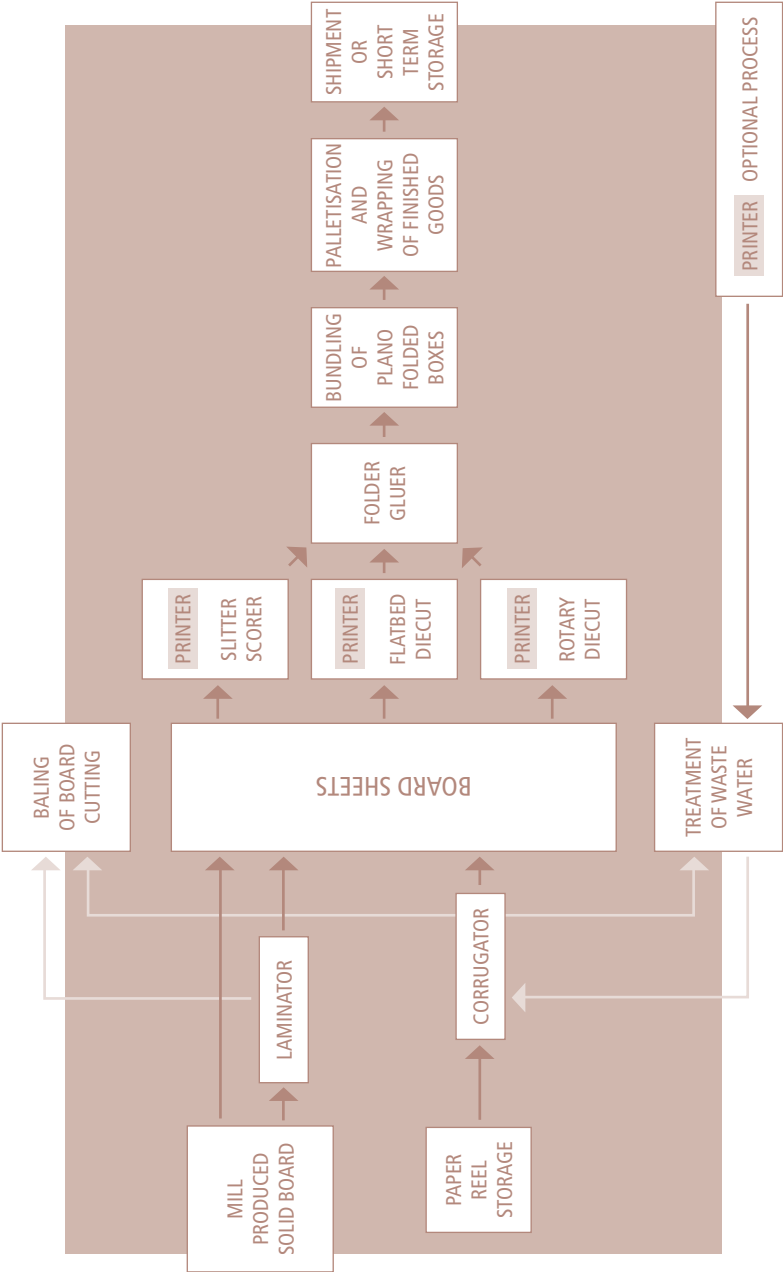 MILL
PRODUCED
SOLID BOARD
PAPER
REEL
STORAGE
LAMINATOR
CORRUGATOR
BALING
OF BOARD
CUTTING
BOARD SHEETS
TREATMENT
OF WASTE
WATER
PRINTER
SLITTER
SCORER
PRINTER
FLATBED
DIECUT
PRINTER
ROTARY
DIECUT
FOLDER
GLUER
BUNDLING
OF
PLANO
FOLDED
BOXES
PALLETISATION
AND
WRAPPING
OF FINISHED
GOODS
SHIPMENT
OR
SHORT
TERM
STORAGE
PRINTER OPTIONAL PROCESS